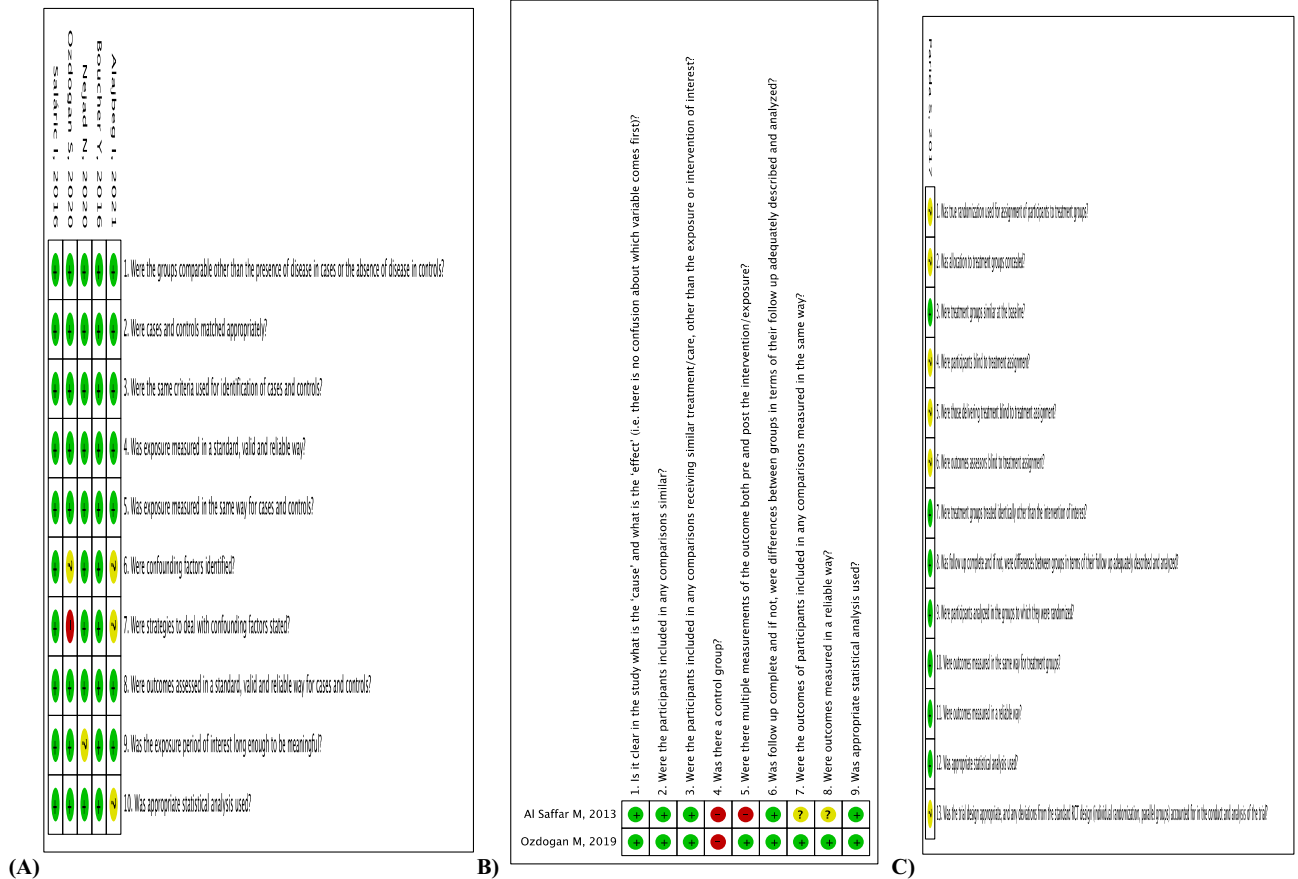 Alajbeg I, 2021
Boucher Y, 2016
Nejad N, 2020
Ozdogan S, 2020
Salaric I, 2016
1. Were the groups comparable other than the presence of disease in cases or the absence of disease in controls?
2. Were cases and controls matched appropriately?
3. Were the same criteria used for identification of cases and controls?
4. Was exposure measured in a standard, valid and reliable way?
5. Was exposure measured in the same way for cases and controls?
6. Were confounding factors identified?
7. Were strategies to deal with confounding factors stated?
8. Were outcomes assessed in a standard, valid and reliable way for cases and controls?
9. Was the exposure period of interest long enough to be meaningful?
10. Was appropriate statistical analysis used?
(A)
1. Is it clear in the study what is the 'cause' and what is the 'effect' (i.e. there is no confusion about which variable comes first)?
2. Were the participants included in any comparisons similar?
3. Were the participants included in any comparisons receiving similar treatment/care, other than the exposure or intervention of interest?
4. Was there a control group?
5. Were there multiple measurements of the outcome both pre and post the intervention/exposure?
6. Was follow up complete and if not, were differences between groups in terms of their follow up adequately described and analyzed?
7. Were the outcomes of participants included in any comparisons measured in the same way?
8. Were outcomes measured in a reliable way?
9. Was appropriate statistical analysis used?
Al Saffar M, 2013
+ + + - - + ? ? +
Ozdogan M, 2019
+ + + - + + + + +
B)
2017
1. Was true randomization used for assignment of participants to treatment groups?
2. Was allocation to treatment groups concealed?
3. Were treatment groups similar at the baseline?
4. Were participants blind to treatment assignment?
5. Were those delivering treatment blind to treatment assignment?
6. Were outcomes assessors blind to treatment assignment?
7. Were treatment groups treated identically other than the intervention of interest?
8. Was follow up complete and if not, were differences between groups in terms of their follow up adequately described and analyzed?
9. Were participants analyzed in the groups to which they were randomized?
10. Were outcomes measured in the same way for treatment groups?
11. Were outcomes measured in a reliable way?
12. Was appropriate statistical analysis used?
13. Was the trial design appropriate, and any deviations from the standard RCT design (individual randomization, parallel groups) accounted for in the conduct and analysis of the trial?
C)